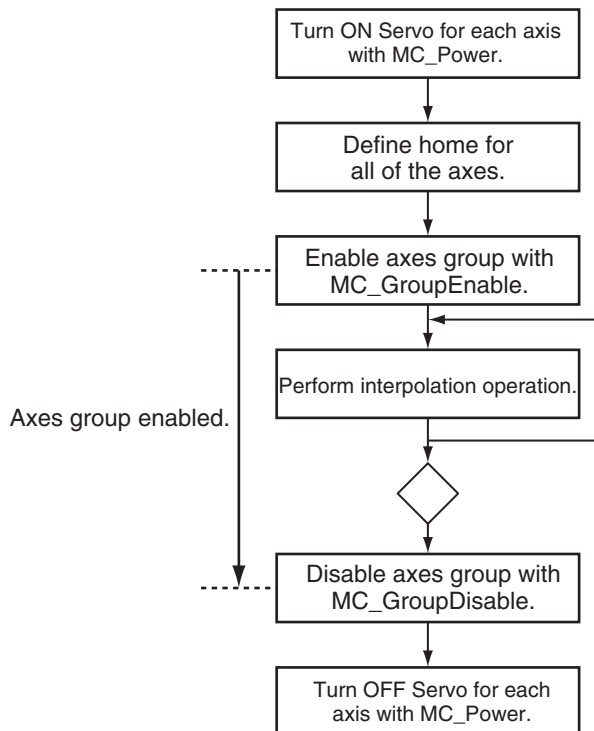 Turn ON Servo for each axis
with MC_Power.
Define home for
all of the axes.
Enable axes group with
MC_GroupEnable.
Perform interpolation operation.
Axes group enabled.
Disable axes group with
MC_GroupDisable.
Turn OFF Servo for each
axis with MC_Power.